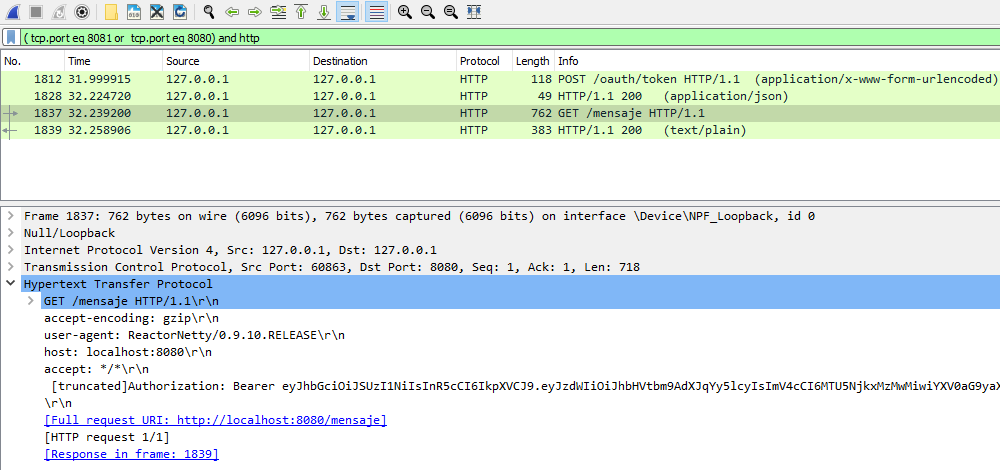 ( tcp.port eq 8081 or  tcp.port eq 8080) and http
No. Time Source Destination Protocol Length Info
1812 31.999915 127.0.0.1 127.0.0.1 HTTP 118 POST /oauth/token HTTP/1.1  (application/x-www-form-urlencoded)
1828 32.224720 127.0.0.1 127.0.0.1 HTTP 49 HTTP/1.1 200   (application/json)
1837 32.239200 127.0.0.1 127.0.0.1 HTTP 762 GET /mensaje HTTP/1.1
1839 32.258906 127.0.0.1 127.0.0.1 HTTP 383 HTTP/1.1 200   (text/plain)
Frame 1837: 762 bytes on wire (6096 bits), 762 bytes captured (6096 bits) on interface \Device\NPF_Loopback, id 0
Null/Loopback
Internet Protocol Version 4, Src: 127.0.0.1, Dst: 127.0.0.1
Transmission Control Protocol, Src Port: 60863, Dst Port: 8080, Seq: 1, Ack: 1, Len: 718
Hypertext Transfer Protocol
GET /mensaje HTTP/1.1\r\n
accept-encoding: gzip\r\n
user-agent: ReactorNetty/0.9.10.RELEASE\r\n
host: localhost:8080\r\n
accept: */*\r\n
[truncated]Authorization: Bearer eyJhbGciOiJSUzI1NiIsInR5cCI6IkpXVCJ9.eyJzdWIiOiJhbHVtbm9AdXJqYy5lcyIsImV4cCI6MTU5NjkxMzMwMiwiYXV0aG9yaX
\r\n
[Full request URI: http://localhost:8080/mensaje]
[HTTP request 1/1]
[Response in frame: 1839]